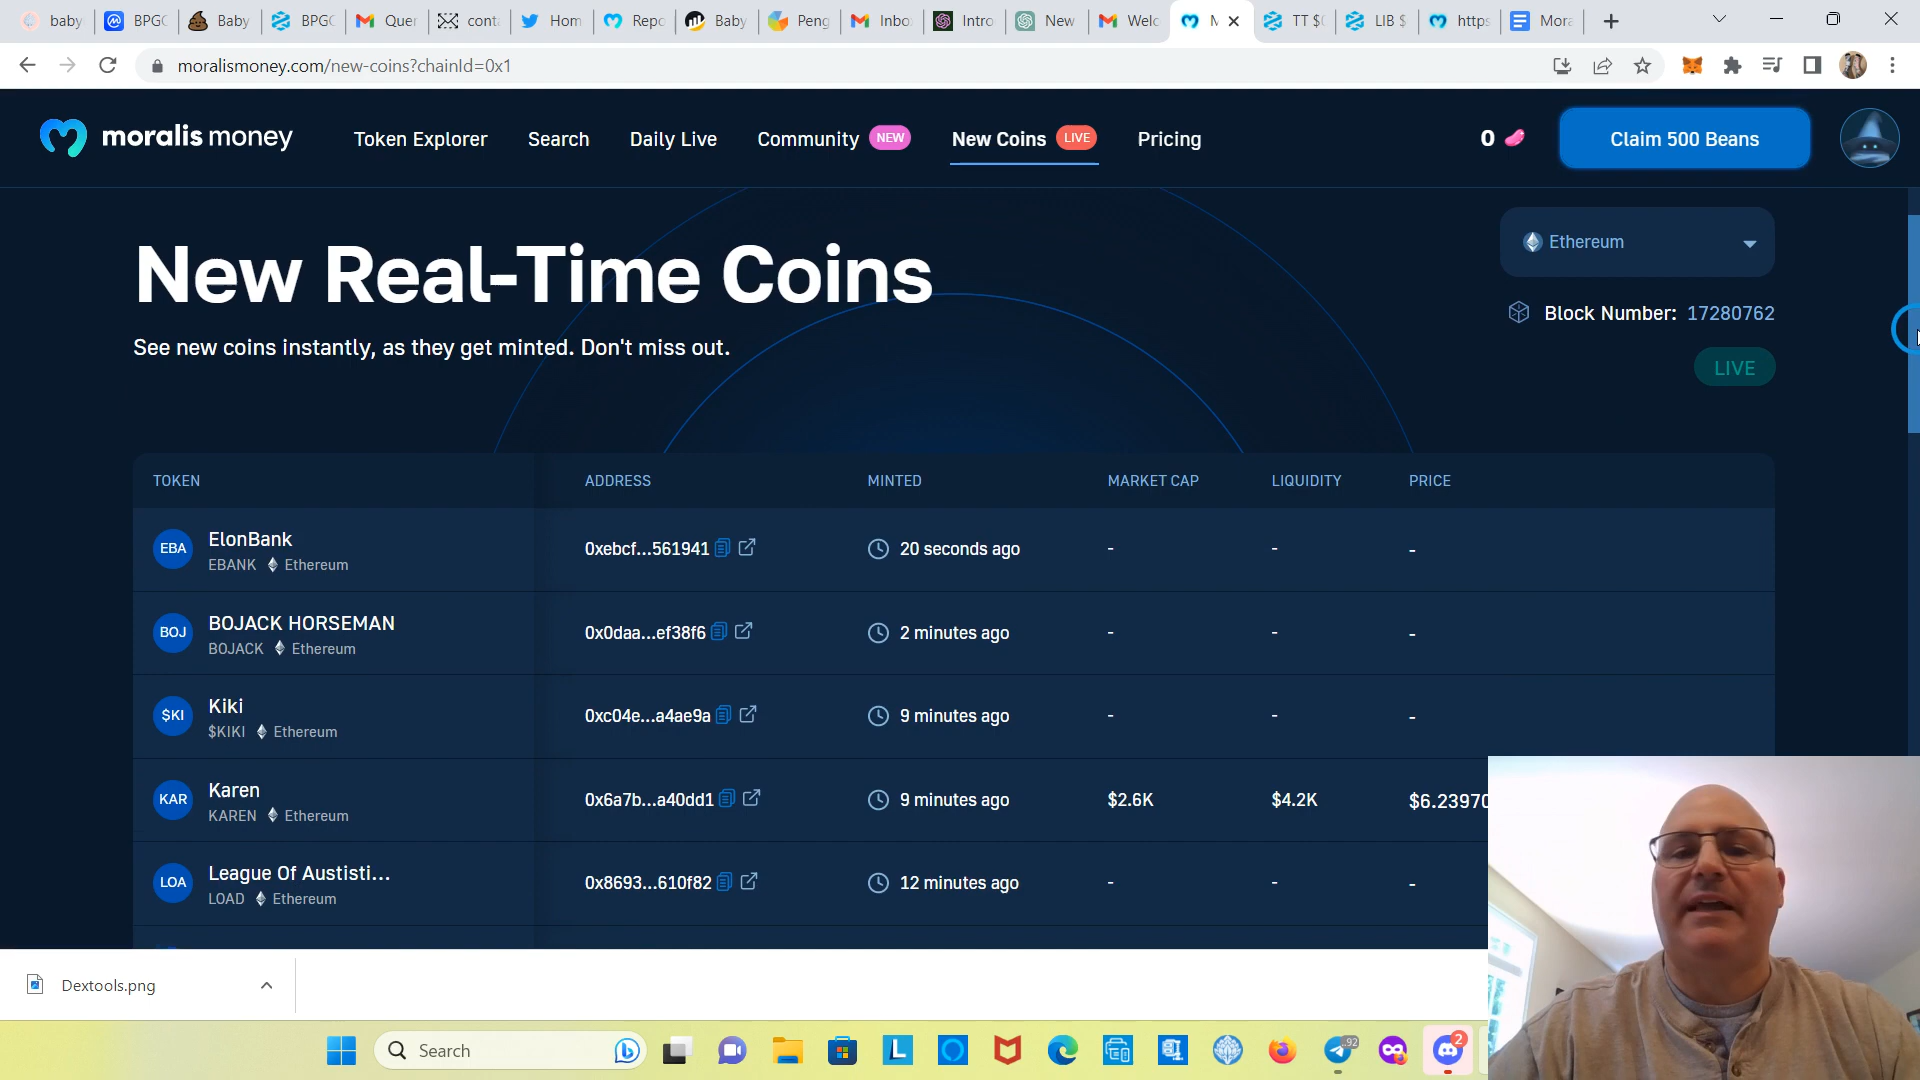 baby
BPGC
Baby
BPGC
Quer
cont
Hom
Repo
Baby
Peng
Inbo
Intro
New
Welc
M
TT $
LIB $
https
Mora
moralismoney.com/new-coins?chainId=0x1
moralis money
Token Explorer
Search
Daily Live
Community NEW
New Coins LIVE
Pricing
0
Claim 500 Beans
New Real-Time Coins
See new coins instantly, as they get minted. Don't miss out.
Ethereum
Block Number: 17280762
LIVE
TOKEN ADDRESS MINTED MARKET CAP LIQUIDITY PRICE
EBA ElonBank
EBANK Ethereum
0xebcf...561941 20 seconds ago - - -
BOJ BOJACK HORSEMAN
BOJACK Ethereum
0x0daa...ef38f6 2 minutes ago - - -
$KI Kiki
$KIKI Ethereum
0xc04e...a4ae9a 9 minutes ago - - -
KAR Karen
KAREN Ethereum
0x6a7b...a40dd1 9 minutes ago $2.6K $4.2K $6.2397
LOA League Of Austisti...
LOAD Ethereum
0x8693...610f82 12 minutes ago - - -
Dextools.png
Search
L
92
2